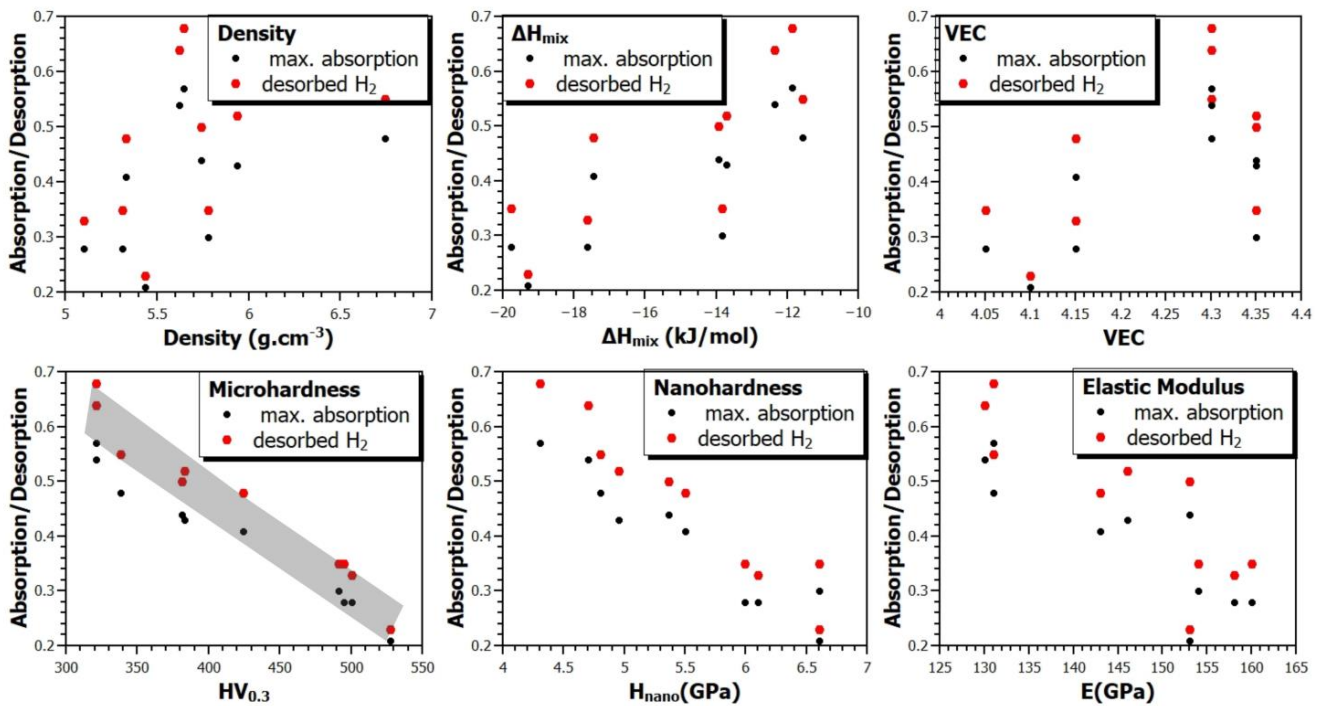 Absorption/Desorption
0.7
0.6
0.5
0.4
0.3
0.2
Density
max. absorption
desorbed H₂
5
5.5
6
6.5
7
Density (g.cm⁻³)
Absorption/Desorption
0.7
0.6
0.5
0.4
0.3
0.2
ΔHmix
max. absorption
desorbed H₂
−20
−18
−16
−14
−12
−10
ΔHmix (kJ/mol)
Absorption/Desorption
0.7
0.6
0.5
0.4
0.3
0.2
VEC
max. absorption
desorbed H₂
4
4.05
4.1
4.15
4.2
4.25
4.3
4.35
4.4
VEC
Absorption/Desorption
0.7
0.6
0.5
0.4
0.3
0.2
Microhardness
max. absorption
desorbed H₂
300
350
400
450
500
550
HV0.3
Absorption/Desorption
0.7
0.6
0.5
0.4
0.3
0.2
Nanohardness
max. absorption
desorbed H₂
4
4.5
5
5.5
6
6.5
7
Hnano(GPa)
Absorption/Desorption
0.7
0.6
0.5
0.4
0.3
0.2
Elastic Modulus
max. absorption
desorbed H₂
125
130
135
140
145
150
155
160
165
E(GPa)